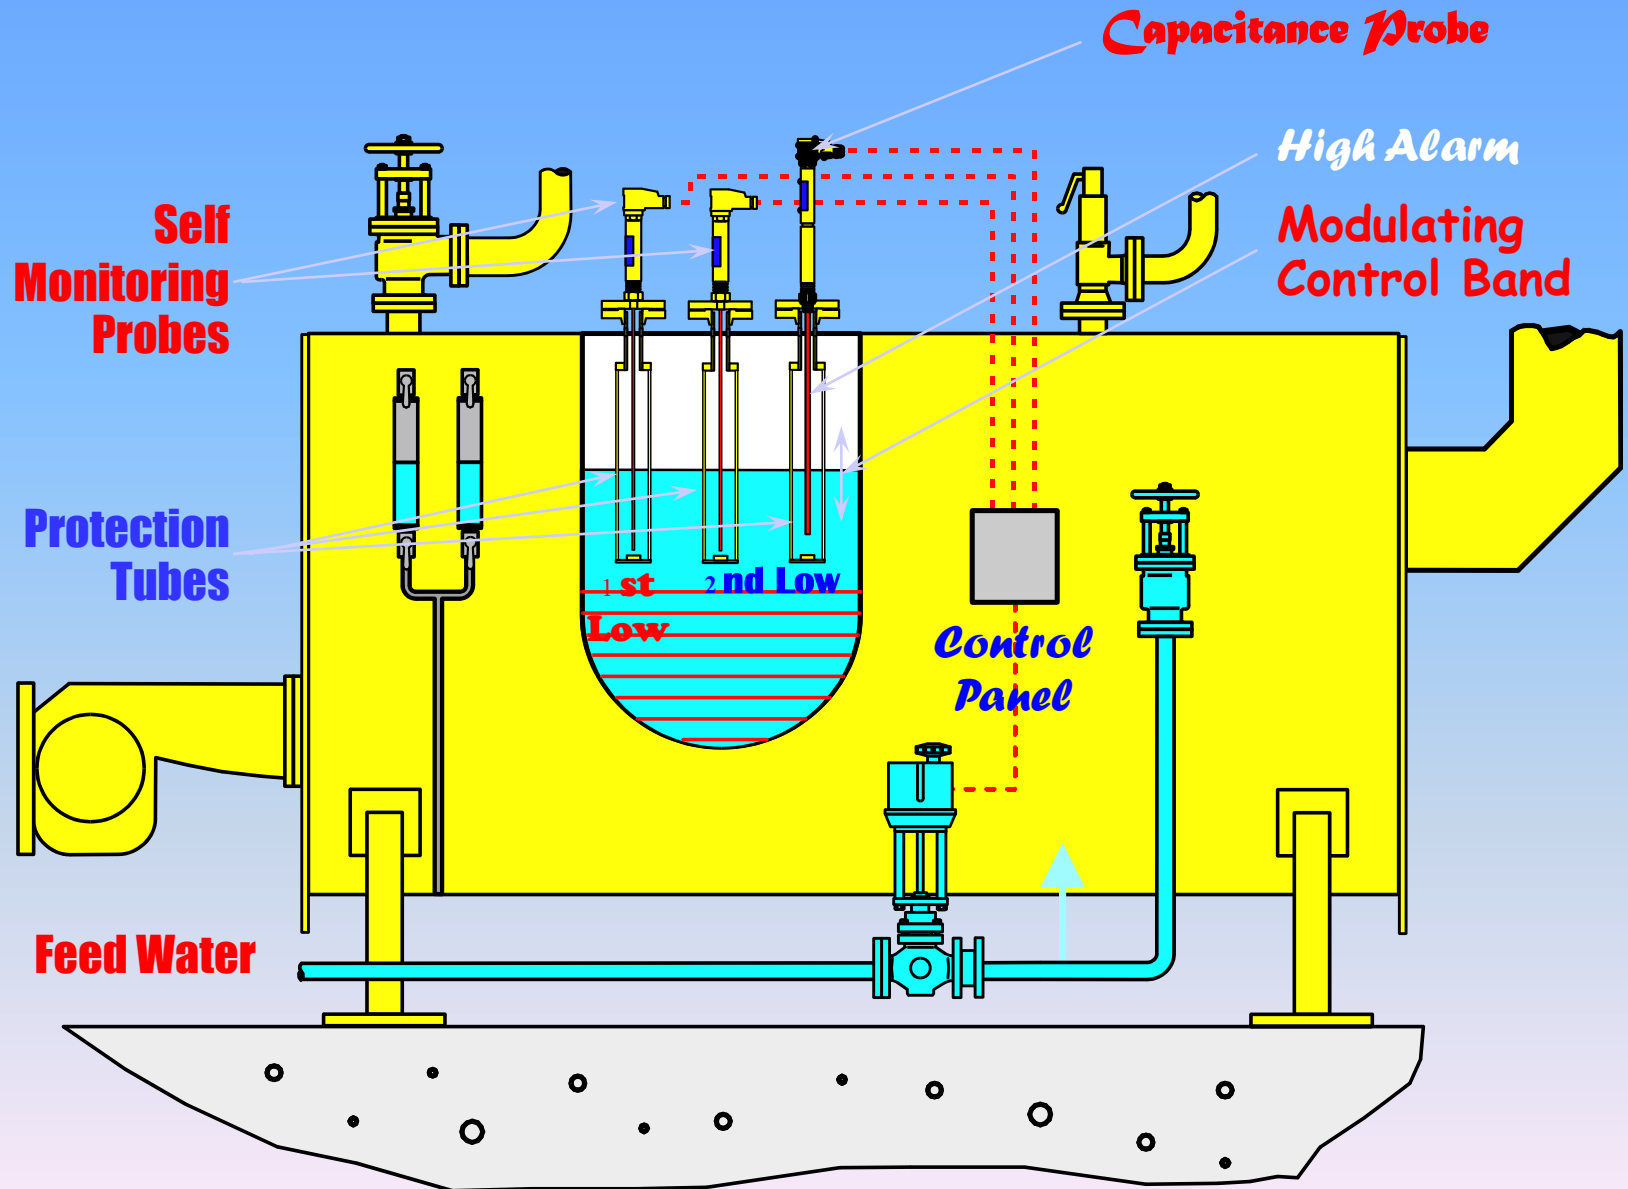 Capacitance Probe
High Alarm
Self
Monitoring
Probes
Modulating
Control Band
Protection
Tubes
1 st
Low
2 nd Low
Control
Panel
Feed Water